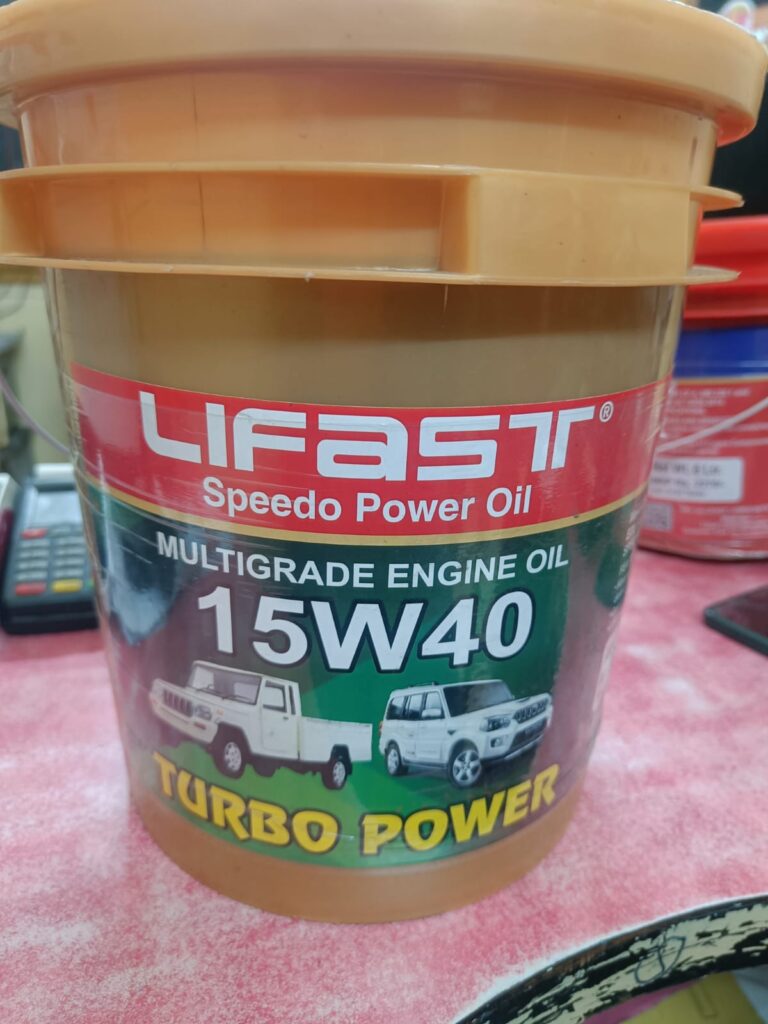 LIFAST®
Speedo Power Oil
MULTIGRADE ENGINE OIL
15W40
TURBO POWER